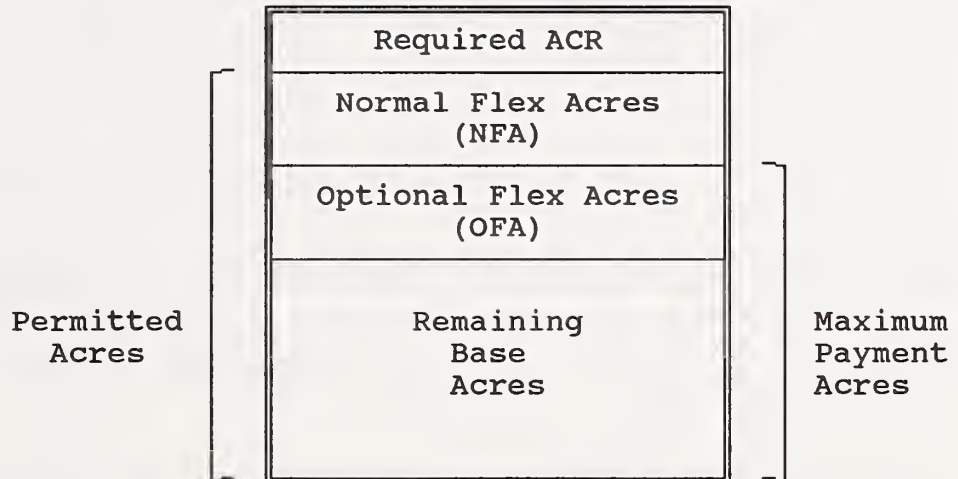 Required ACR
Normal Flex Acres
(NFA)
Optional Flex Acres
(OFA)
Permitted
Acres
Remaining
Base
Acres
Maximum
Payment
Acres